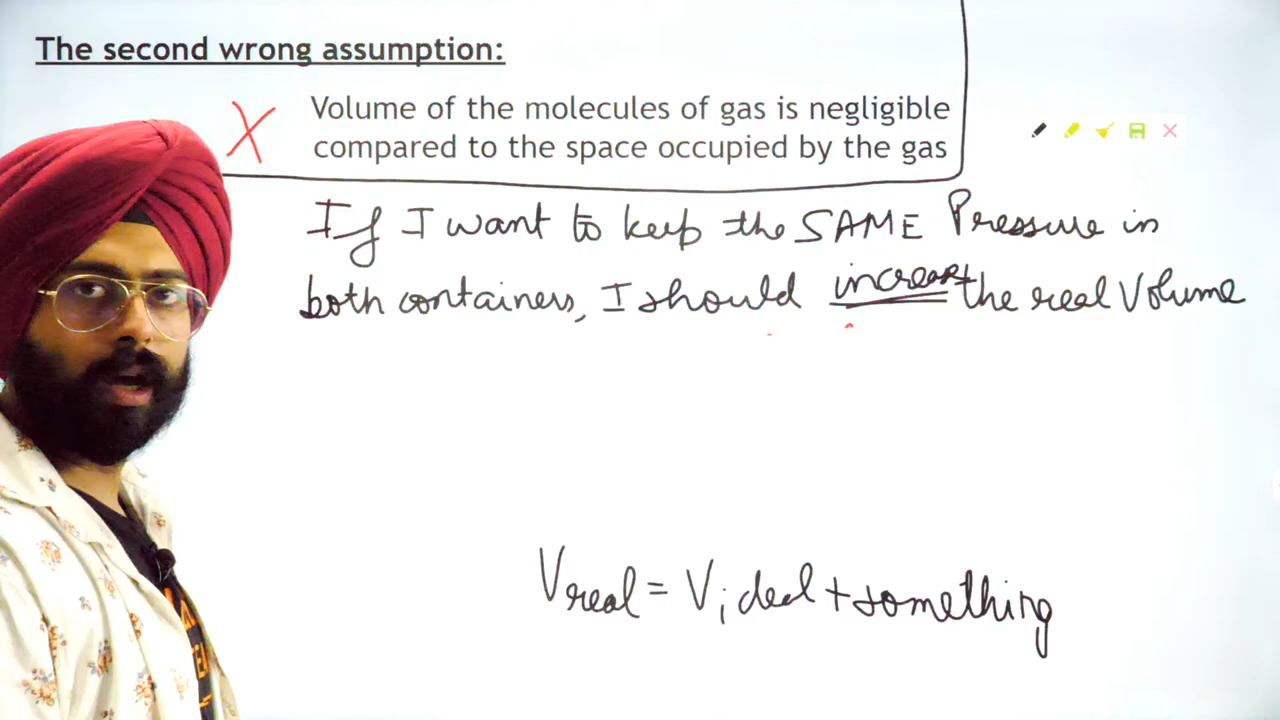 The second wrong assumption:
X Volume of the molecules of gas is negligible
compared to the space occupied by the gas
If I want to keep the SAME Pressure in
both containers, I should increase the real Volume
Vreal = Videal + something